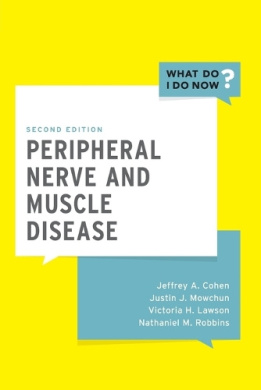 WHAT DO
I DO NOW?
SECOND EDITION
PERIPHERAL
NERVE AND
MUSCLE
DISEASE
Jeffrey A. Cohen
Justin J. Mowchun
Victoria H. Lawson
Nathaniel M. Robbins